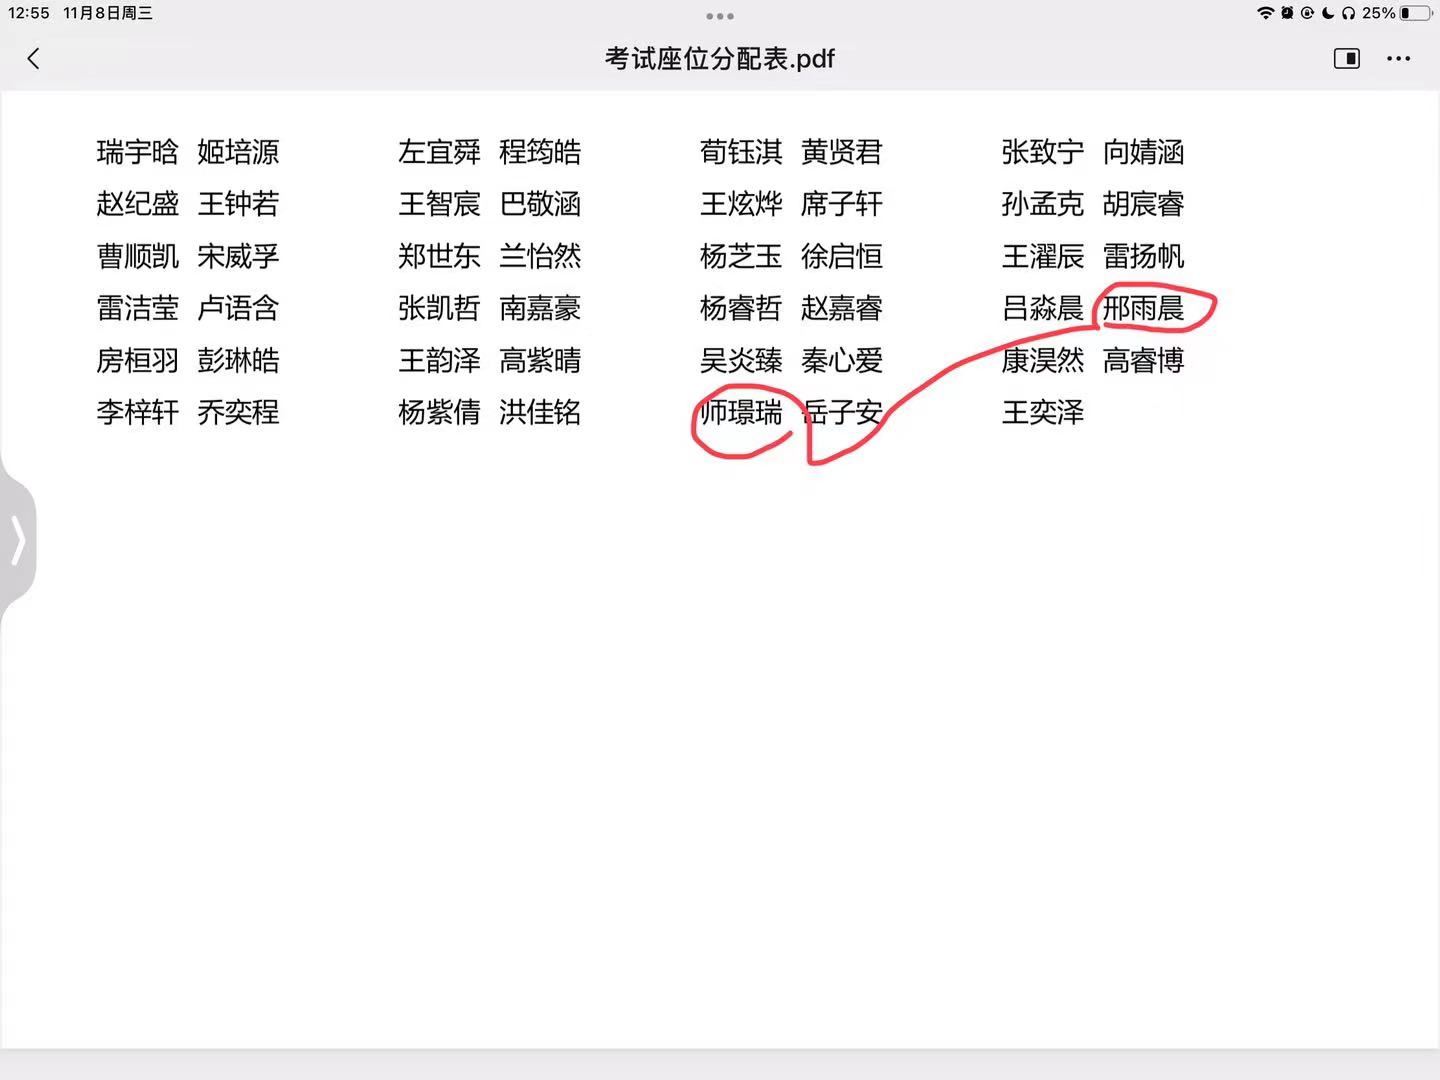 12:55 11月8日周三 25%
考试座位分配表.pdf
瑞宇晗 姬培源 左宜舜 程筠皓 荀钰淇 黄贤君 张致宁 向婧涵
赵纪盛 王钟若 王智宸 巴敬涵 王炫烨 席子轩 孙孟克 胡宸睿
曹顺凯 宋威孚 郑世东 兰怡然 杨芝玉 徐启恒 王濯辰 雷扬帆
雷洁莹 卢语含 张凯哲 南嘉豪 杨睿哲 赵嘉睿 吕淼晨 邢雨晨
房桓羽 彭琳皓 王韵泽 高紫晴 吴炎臻 秦心爱 康淏然 高睿博
李梓轩 乔奕程 杨紫倩 洪佳铭 师璟瑞 岳子安 王奕泽